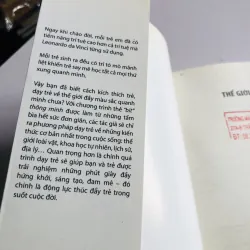 Ngay khi chào đời, mỗi trẻ em đã có
tiềm năng trí tuệ cao hơn cả trí tuệ mà
Leonardo da Vinci từng sử dụng.
Mỗi trẻ sinh ra đều có trí tò mò mãnh
liệt khiến trẻ say mê học tất cả mọi thứ
xung quanh mình.
Vậy bạn đã biết cách kích thích trẻ,
dạy trẻ về thế giới đầy màu sắc quanh
mình chưa? Với chương trình thẻ "bit"
thông minh được làm từ những tấm
bìa hết sức đơn giản, các tác giả sẽ chỉ
ra phương pháp dạy trẻ về những kiến
thức cơ bản nhất trong cuộc sống: thế
giới loài vật, khoa học tự nhiên, lịch sử,
địa lý… Quan trọng hơn là chính quá
trình dạy trẻ sẽ giúp bạn và trẻ được
trải nghiệm những phút giây đầy
hứng khởi, sáng tạo, đam mê – đó
chính là động lực thúc đẩy trẻ trong
suốt cuộc đời.
THẾ GIỚI